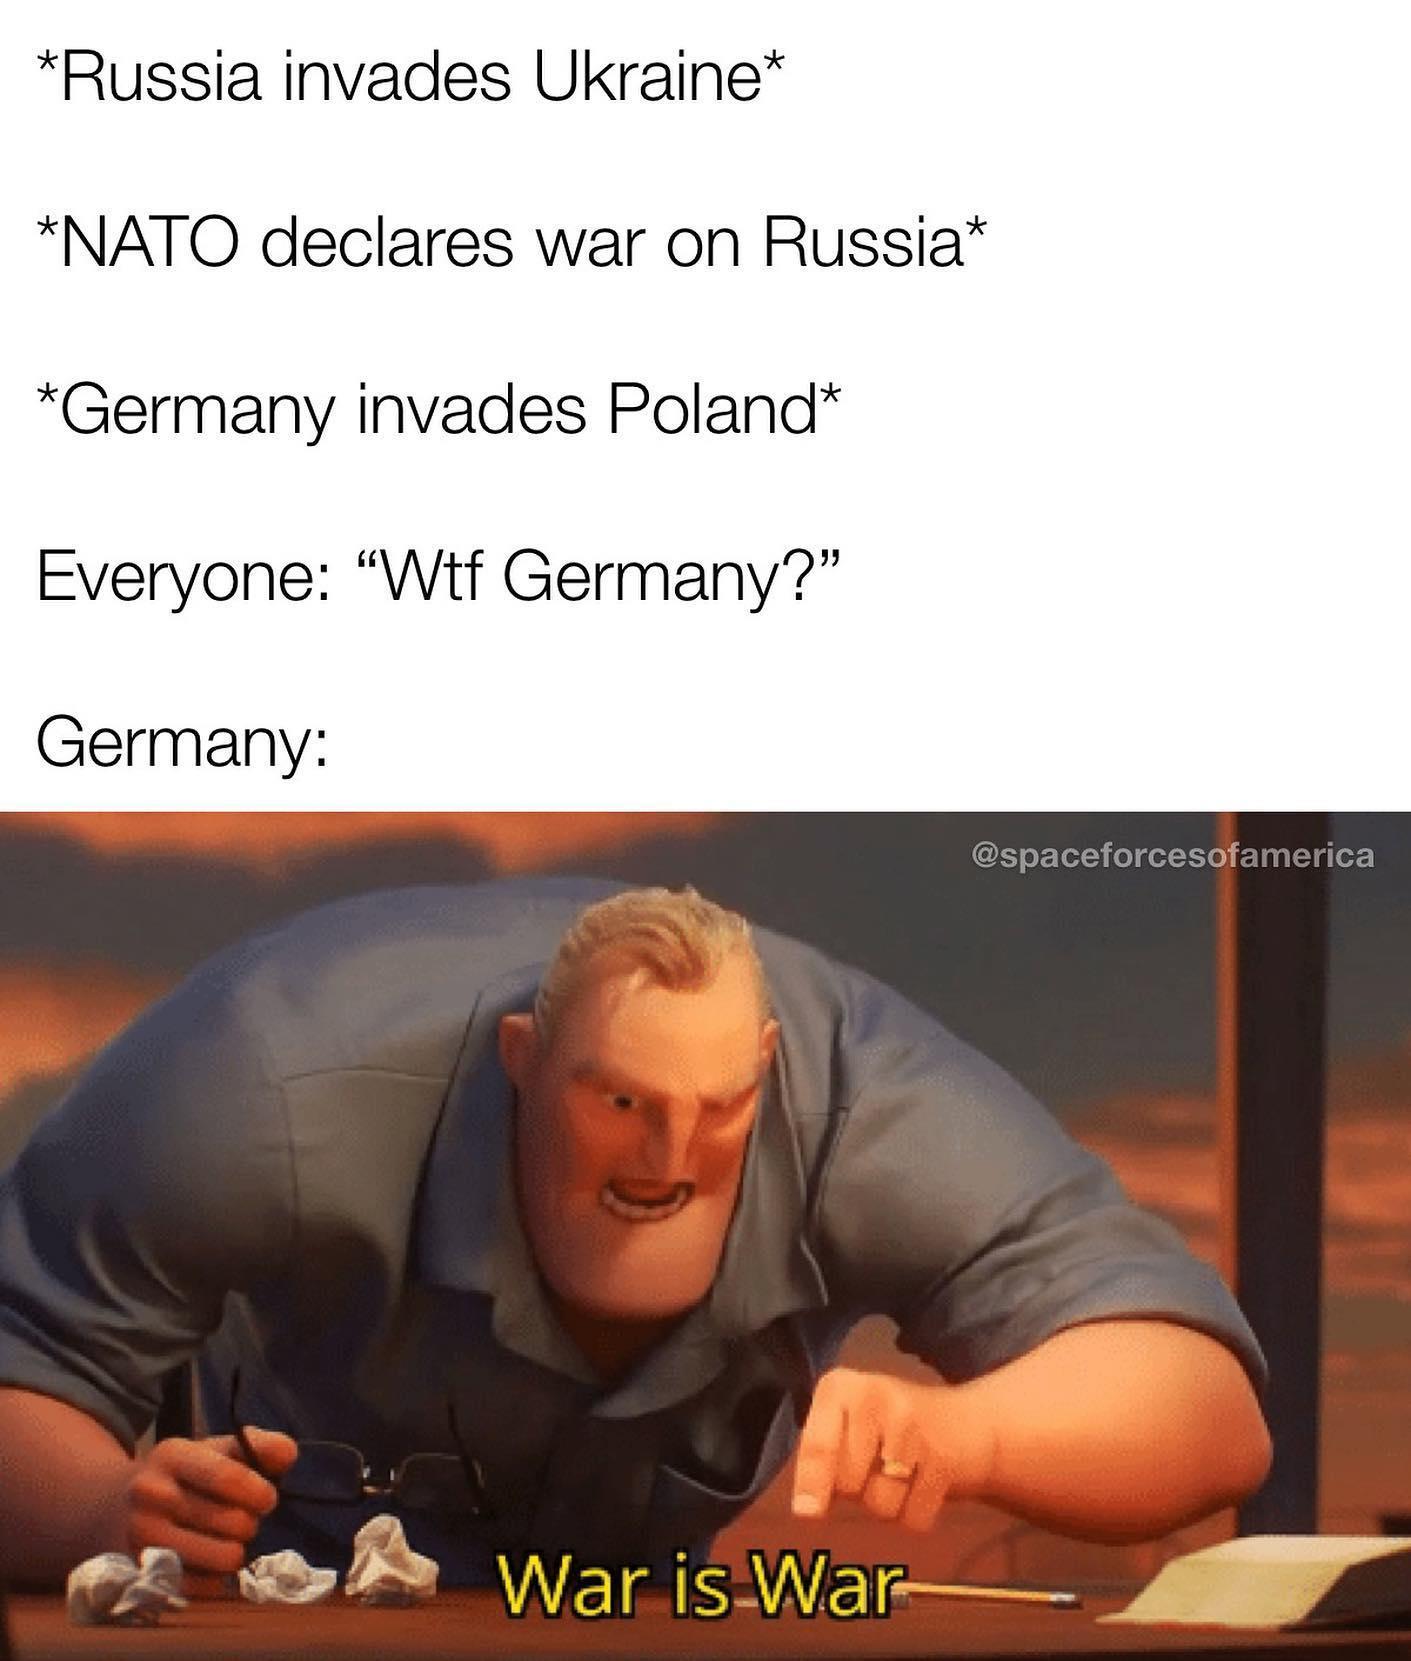 *Russia invades Ukraine*
*NATO declares war on Russia*
*Germany invades Poland*
Everyone: “Wtf Germany?”
Germany:
@spaceforcesofamerica
War is War